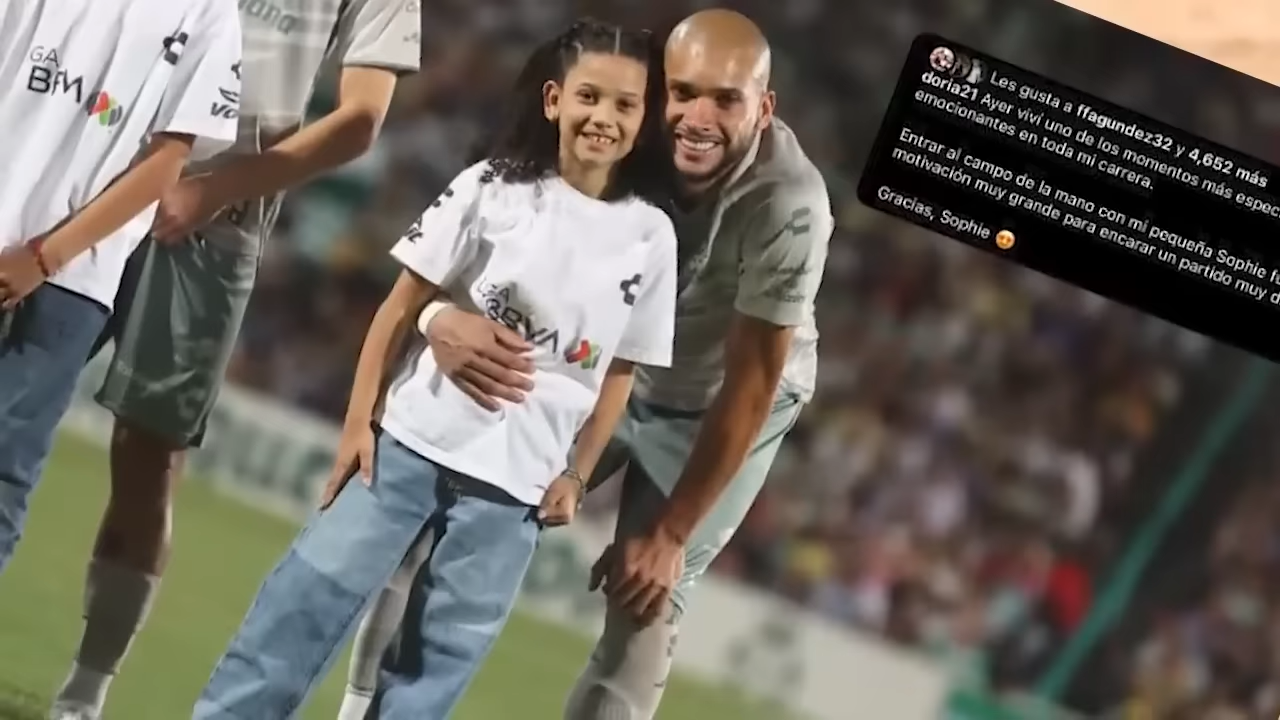 GA
BBVA
LIGA
BBVA
Les gusta a ffagundez32 y 4,652 más
doria21 Ayer viví uno de los momentos más espec
emocionantes en toda mi carrera.
Entrar al campo de la mano con mi pequeña Sophie fu
motivación muy grande para encarar un partido muy d
Gracias, Sophie 😍